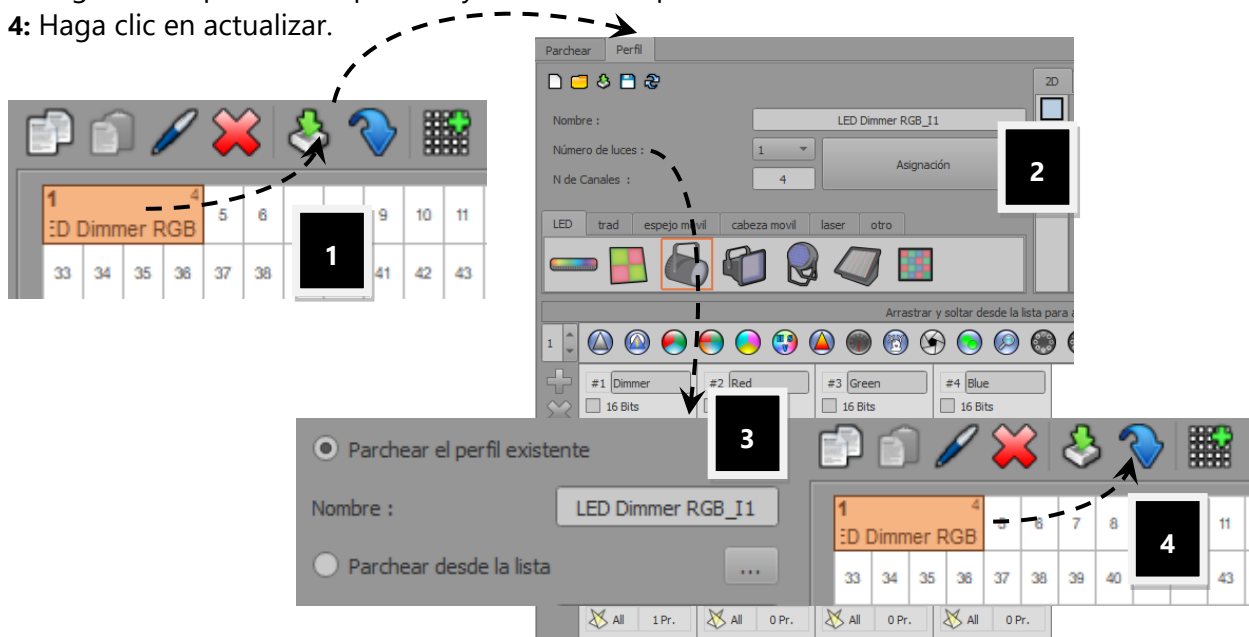 4: Haga clic en actualizar.
Parchear Perfil
2D
Nombre : LED Dimmer RGB_I1
Número de luces : 1
Asignación
N de Canales : 4
2
1 4
ED Dimmer RGB 5 6 9 10 11
1
33 34 35 36 37 38 41 42 43
LED trad espejo movil cabeza movil laser otro
Arrastrar y soltar desde la lista para
1
#1 Dimmer #2 Red #3 Green #4 Blue
16 Bits 16 Bits 16 Bits
3
Parchear el perfil existente
Nombre : LED Dimmer RGB_I1
Parchear desde la lista ...
1 4
ED Dimmer RGB 5 6 7 8 11
4
33 34 35 36 37 38 39 40 43
All 1 Pr. All 0 Pr. All 0 Pr. All 0 Pr.